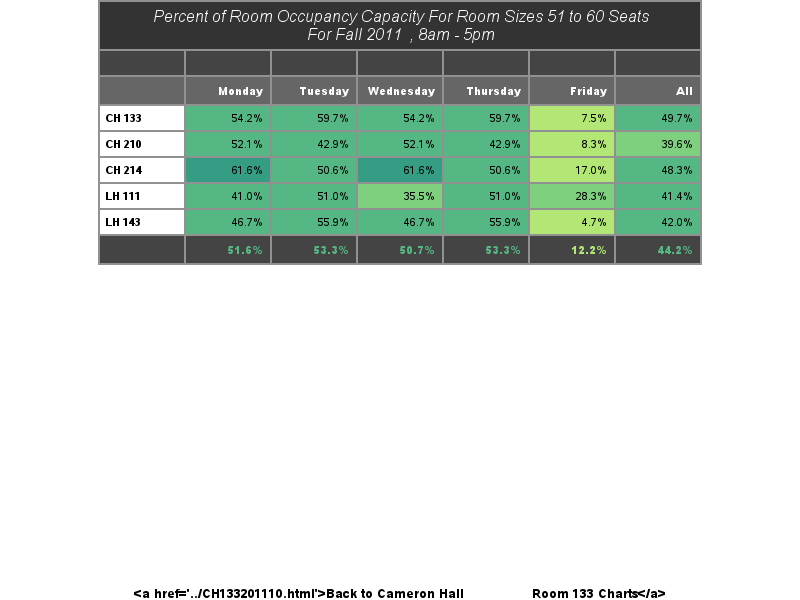 Percent of Room Occupancy Capacity For Room Sizes 51 to 60 Seats
For Fall 2011 , 8am - 5pm
Monday Tuesday Wednesday Thursday Friday All
CH 133 54.2% 59.7% 54.2% 59.7% 7.5% 49.7%
CH 210 52.1% 42.9% 52.1% 42.9% 8.3% 39.6%
CH 214 61.6% 50.6% 61.6% 50.6% 17.0% 48.3%
LH 111 41.0% 51.0% 35.5% 51.0% 28.3% 41.4%
LH 143 46.7% 55.9% 46.7% 55.9% 4.7% 42.0%
51.6% 53.3% 50.7% 53.3% 12.2% 44.2%
<a href='../CH133201110.html'>Back to Cameron Hall Room 133 Charts</a>